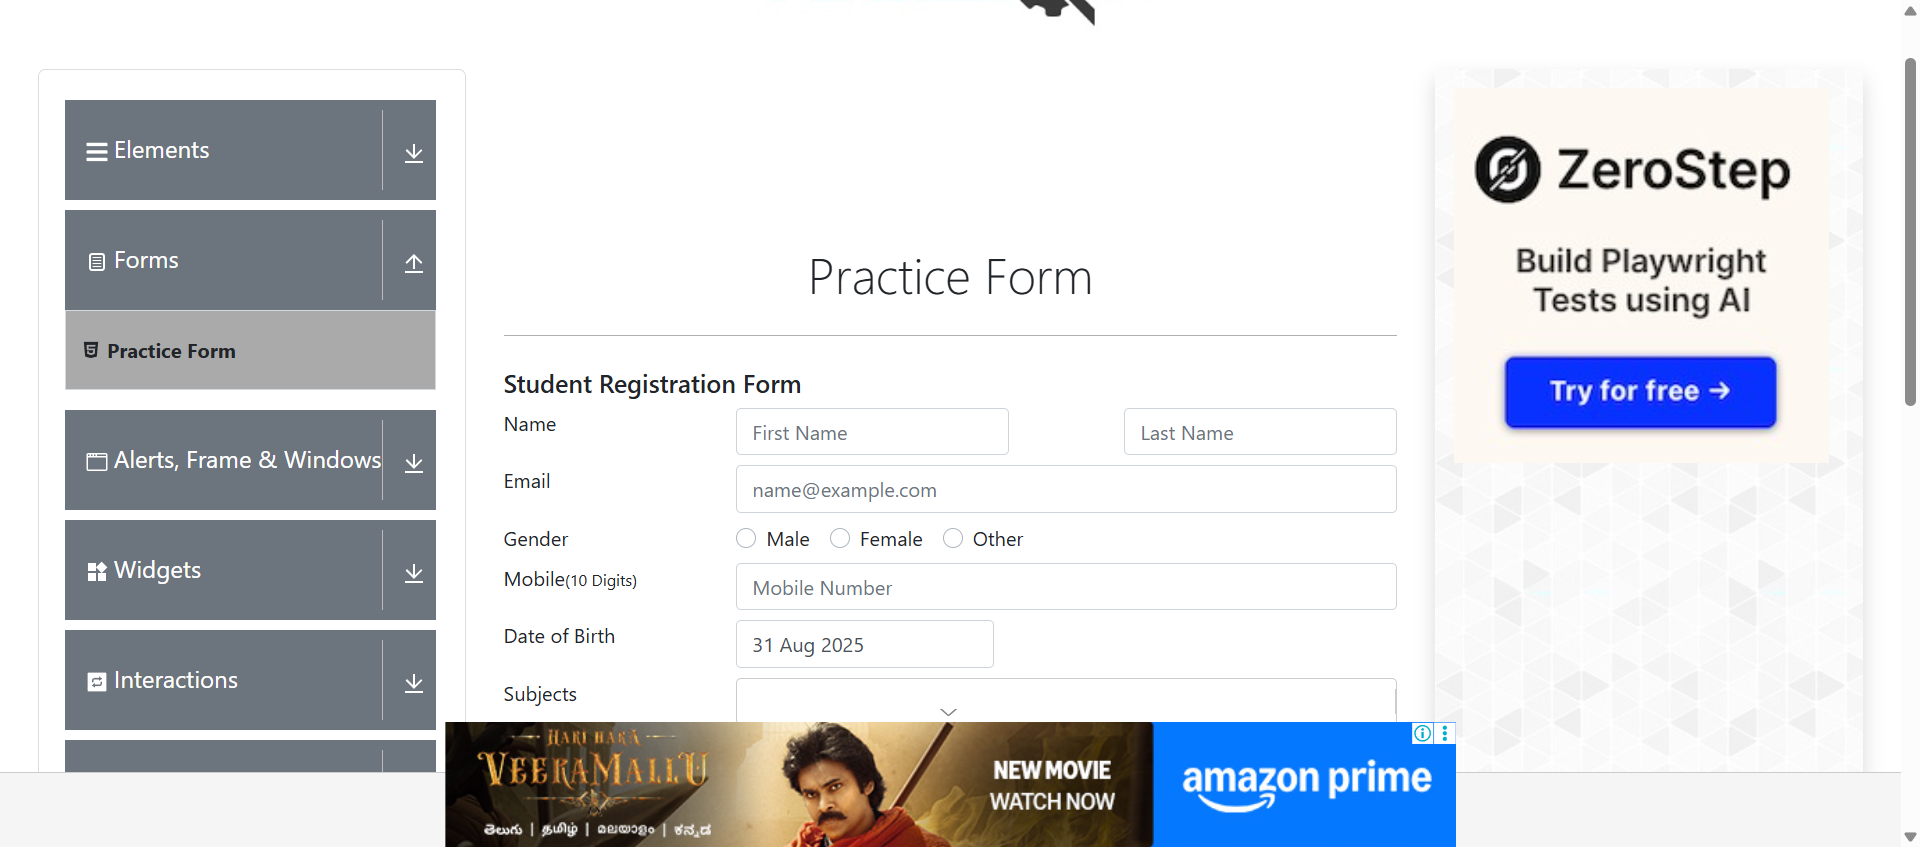 Elements
Forms
Practice Form
Alerts, Frame & Windows
Widgets
Interactions
Practice Form
Student Registration Form
Name
First Name
Last Name
Email
name@example.com
Gender
Male
Female
Other
Mobile(10 Digits)
Mobile Number
Date of Birth
31 Aug 2025
Subjects
ZeroStep
Build Playwright
Tests using AI
Try for free →
HARI HARA
VEERAMALLU
తెలుగు | தமிழ் | മലയാളം | ಕನ್ನಡ
NEW MOVIE
WATCH NOW
amazon prime